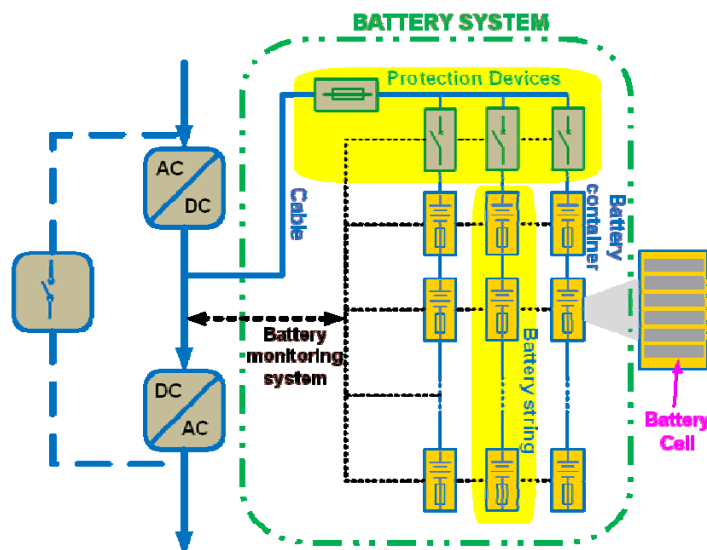 BATTERY SYSTEM
Protection Devices
AC
DC
Cable
Battery
container
Battery
monitoring
system
Battery string
DC
AC
Battery
Cell